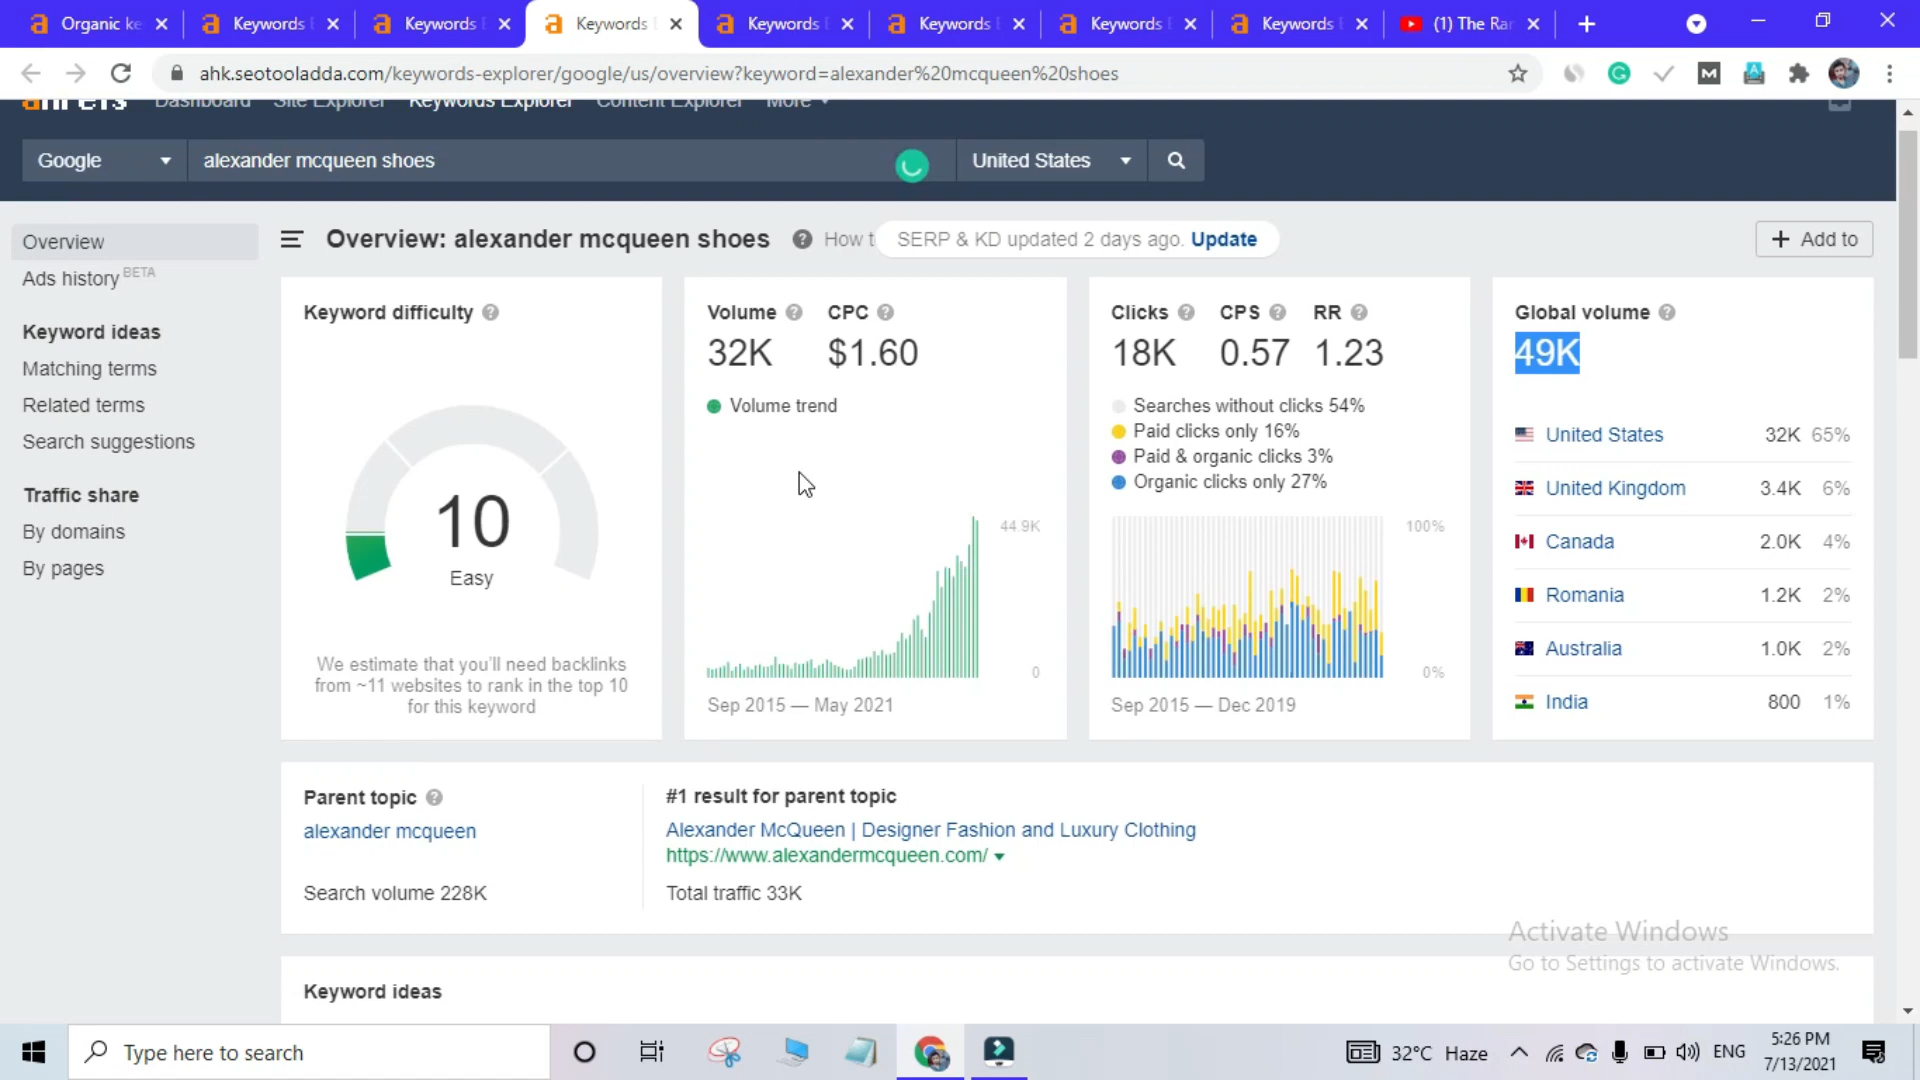 Organic ke
Keywords E
Keywords E
Keywords E
Keywords E
Keywords E
Keywords E
Keywords E
(1) The Ran
ahk.seotooladda.com/keywords-explorer/google/us/overview?keyword=alexander%20mcqueen%20shoes
ahrefs Dashboard Site Explorer Keywords Explorer Content Explorer More
Google
alexander mcqueen shoes
United States
Overview
Ads history BETA
Keyword ideas
Matching terms
Related terms
Search suggestions
Traffic share
By domains
By pages
Overview: alexander mcqueen shoes
How t
SERP & KD updated 2 days ago. Update
+ Add to
Keyword difficulty
10
Easy
We estimate that you'll need backlinks
from ~11 websites to rank in the top 10
for this keyword
Volume CPC
32K $1.60
Volume trend
44.9K
0
Sep 2015 — May 2021
Clicks CPS RR
18K 0.57 1.23
Searches without clicks 54%
Paid clicks only 16%
Paid & organic clicks 3%
Organic clicks only 27%
100%
0%
Sep 2015 — Dec 2019
Global volume
49K
United States 32K 65%
United Kingdom 3.4K 6%
Canada 2.0K 4%
Romania 1.2K 2%
Australia 1.0K 2%
India 800 1%
Parent topic
alexander mcqueen
Search volume 228K
#1 result for parent topic
Alexander McQueen | Designer Fashion and Luxury Clothing
https://www.alexandermcqueen.com/
Total traffic 33K
Keyword ideas
Activate Windows
Go to Settings to activate Windows.
Type here to search
32°C Haze
ENG
5:26 PM
7/13/2021